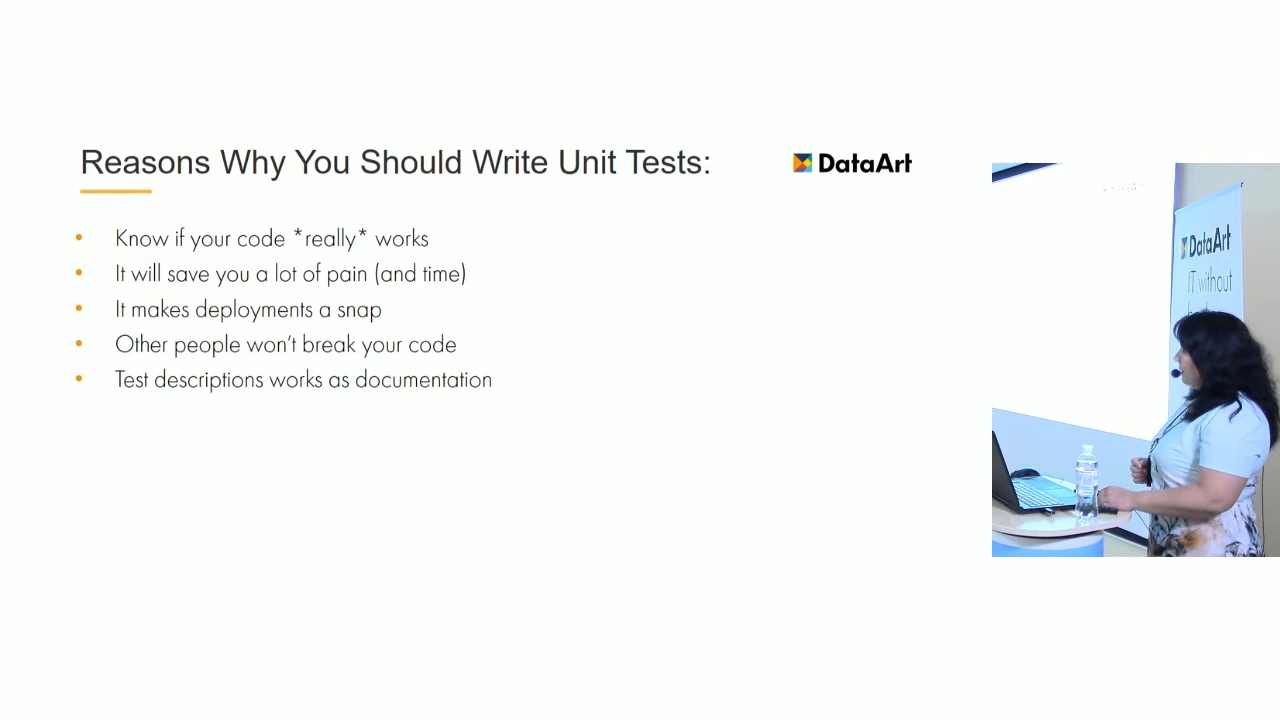 Reasons Why You Should Write Unit Tests:
DataArt
• Know if your code *really* works
• It will save you a lot of pain (and time)
• It makes deployments a snap
• Other people won't break your code
• Test descriptions works as documentation
DataArt
IT without